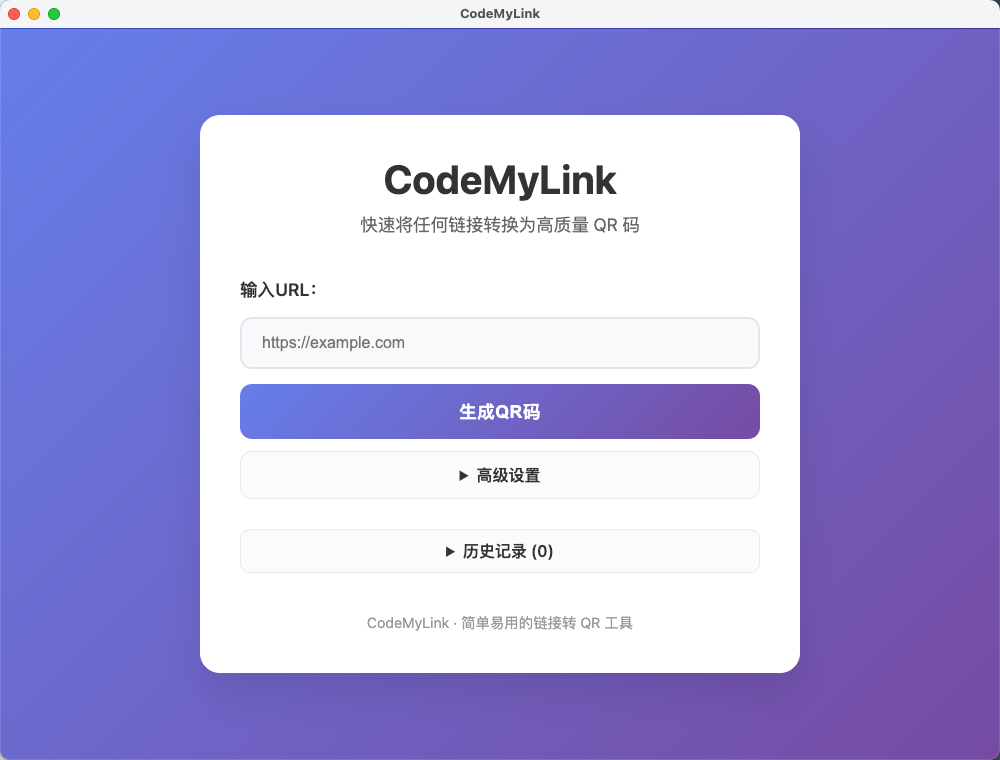 CodeMyLink
CodeMyLink
快速将任何链接转换为高质量 QR 码
输入URL：
https://example.com
生成QR码
▶ 高级设置
▶ 历史记录 (0)
CodeMyLink · 简单易用的链接转 QR 工具